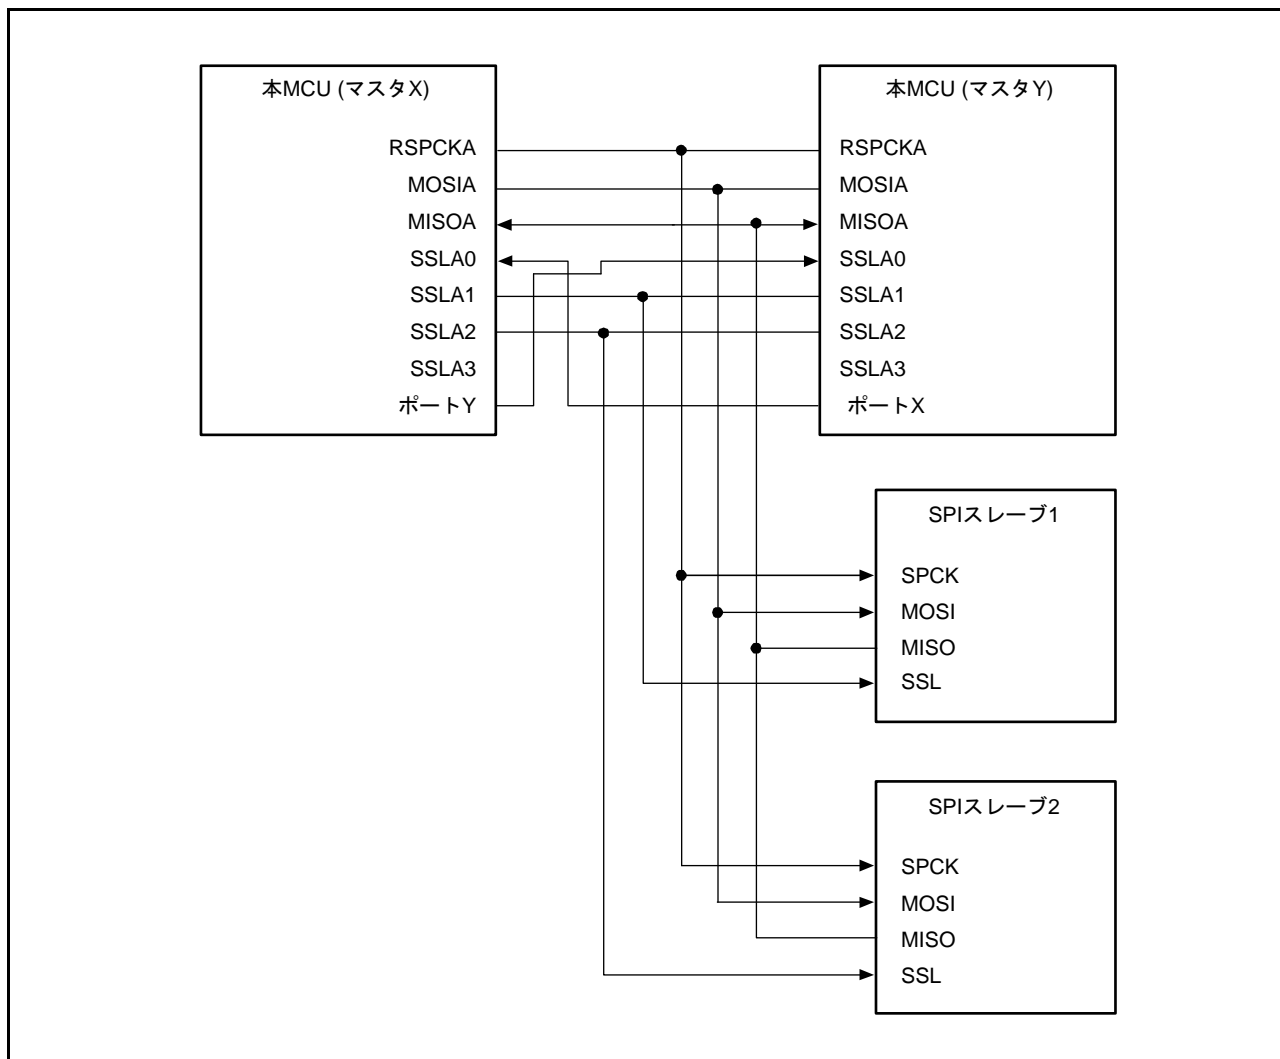 本MCU (マスタX)
RSPCKA
MOSIA
MISOA
SSLA0
SSLA1
SSLA2
SSLA3
ポートY
本MCU (マスタY)
RSPCKA
MOSIA
MISOA
SSLA0
SSLA1
SSLA2
SSLA3
ポートX
SPIスレーブ1
SPCK
MOSI
MISO
SSL
SPIスレーブ2
SPCK
MOSI
MISO
SSL